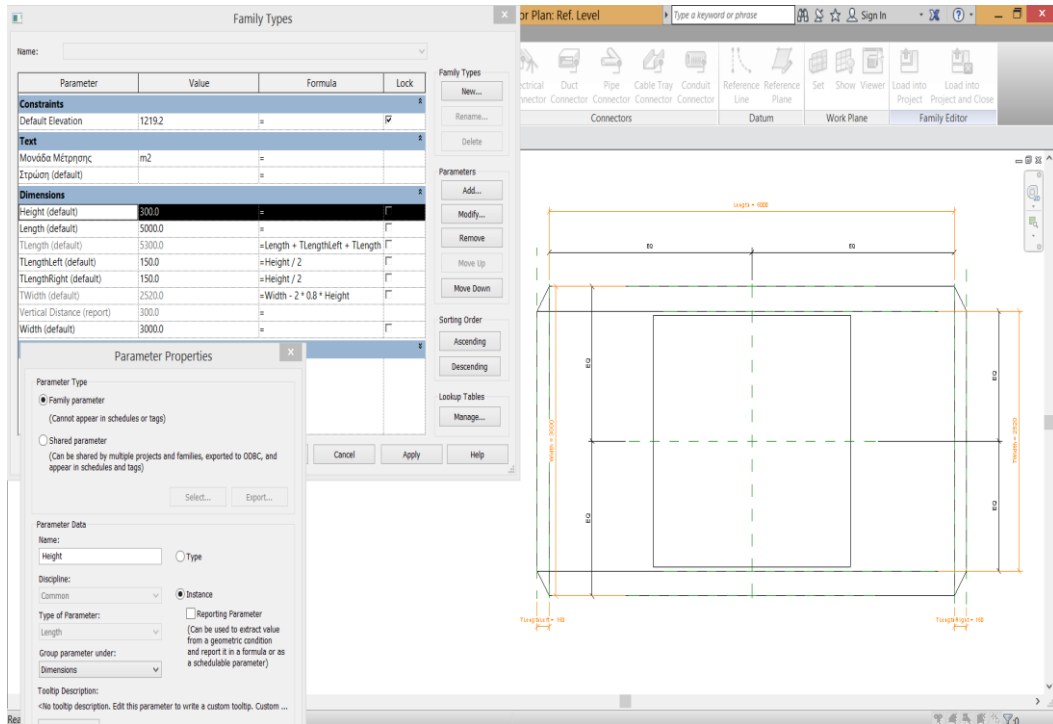 Family Types
or Plan: Ref. Level
Type a keyword or phrase
Sign In
Name:
Parameter Value Formula Lock
Constraints
Default Elevation 1219.2 =
Text
Μονάδα Μέτρησης m2 =
Στρώση (default) =
Dimensions
Height (default) 300.0 =
Length (default) 5000.0 =
TLength (default) 5300.0 =Length + TLengthLeft + TLength
TLengthLeft (default) 150.0 =Height / 2
TLengthRight (default) 150.0 =Height / 2
TWidth (default) 2520.0 =Width - 2 * 0.8 * Height
Vertical Distance (report) 300.0 =
Width (default) 3000.0 =
Family Types
New...
Rename...
Delete
Parameters
Add...
Modify...
Remove
Move Up
Move Down
Sorting Order
Ascending
Descending
Lookup Tables
Manage...
Cancel Apply Help
Parameter Properties
Parameter Type
Family parameter
(Cannot appear in schedules or tags)
Shared parameter
(Can be shared by multiple projects and families, exported to ODBC, and
appear in schedules and tags)
Select... Export...
Parameter Data
Name:
Height
Type
Discipline:
Common
Instance
Type of Parameter:
Reporting Parameter
Length
(Can be used to extract value
from a geometric condition
and report it in a formula or as
a schedulable parameter)
Group parameter under:
Dimensions
Tooltip Description:
<No tooltip description. Edit this parameter to write a custom tooltip. Custom ...
Rea
ectrical Duct Pipe Cable Tray Conduit Reference Reference Set Show Viewer Load into Load into
nnector Connector Connector Connector Connector Line Plane Project Project and Close
Connectors Datum Work Plane Family Editor
Length = 5000
EQ EQ
EQ
EQ
Width = 3000
TWidth = 2520
EQ
EQ
:0